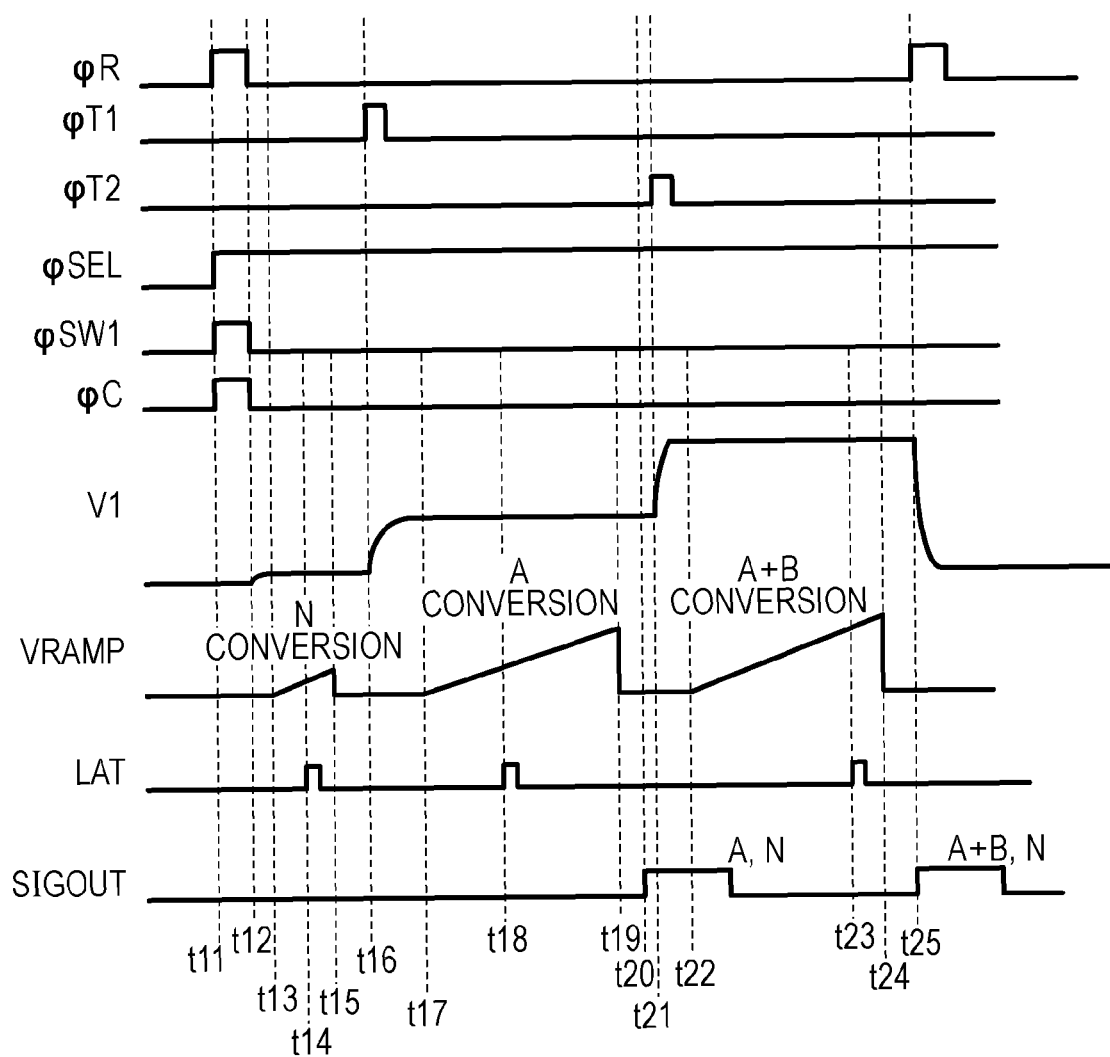 φR
φT1
φT2
φSEL
φSW1
φC
V1
N
CONVERSION
A
CONVERSION
A+B
CONVERSION
VRAMP
LAT
A, N
A+B, N
SIGOUT
t11
t12
t13
t14
t15
t16
t17
t18
t19
t20
t21
t22
t23
t24
t25